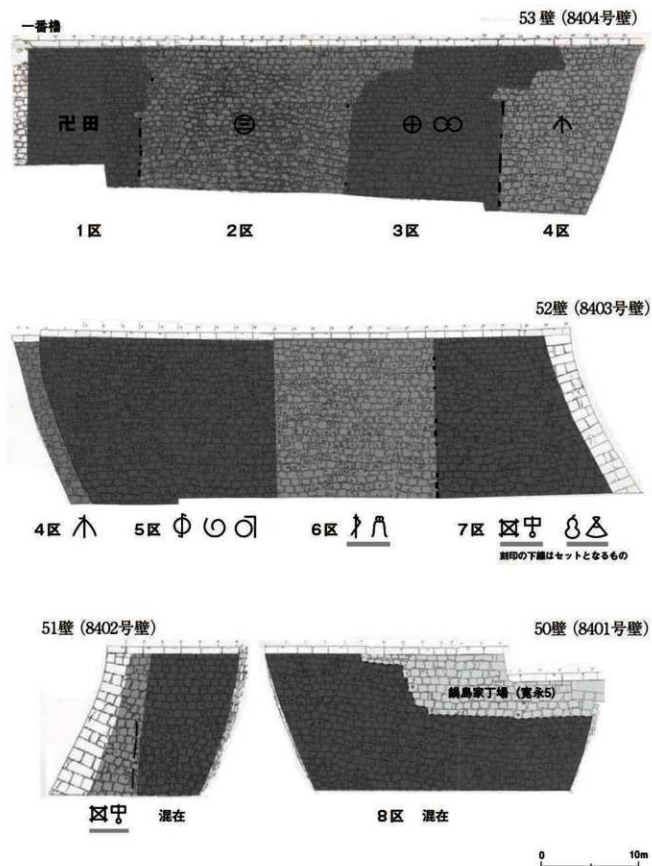 一番櫓
53壁 (8404号壁)
卍 田
1区 2区 3区 4区
52壁 (8403号壁)
4区 5区 6区 7区
刻印の下線はセットとなるもの
51壁 (8402号壁)
50壁 (8401号壁)
鍋島家丁場 (寛永5)
混在 8区 混在
0 10m